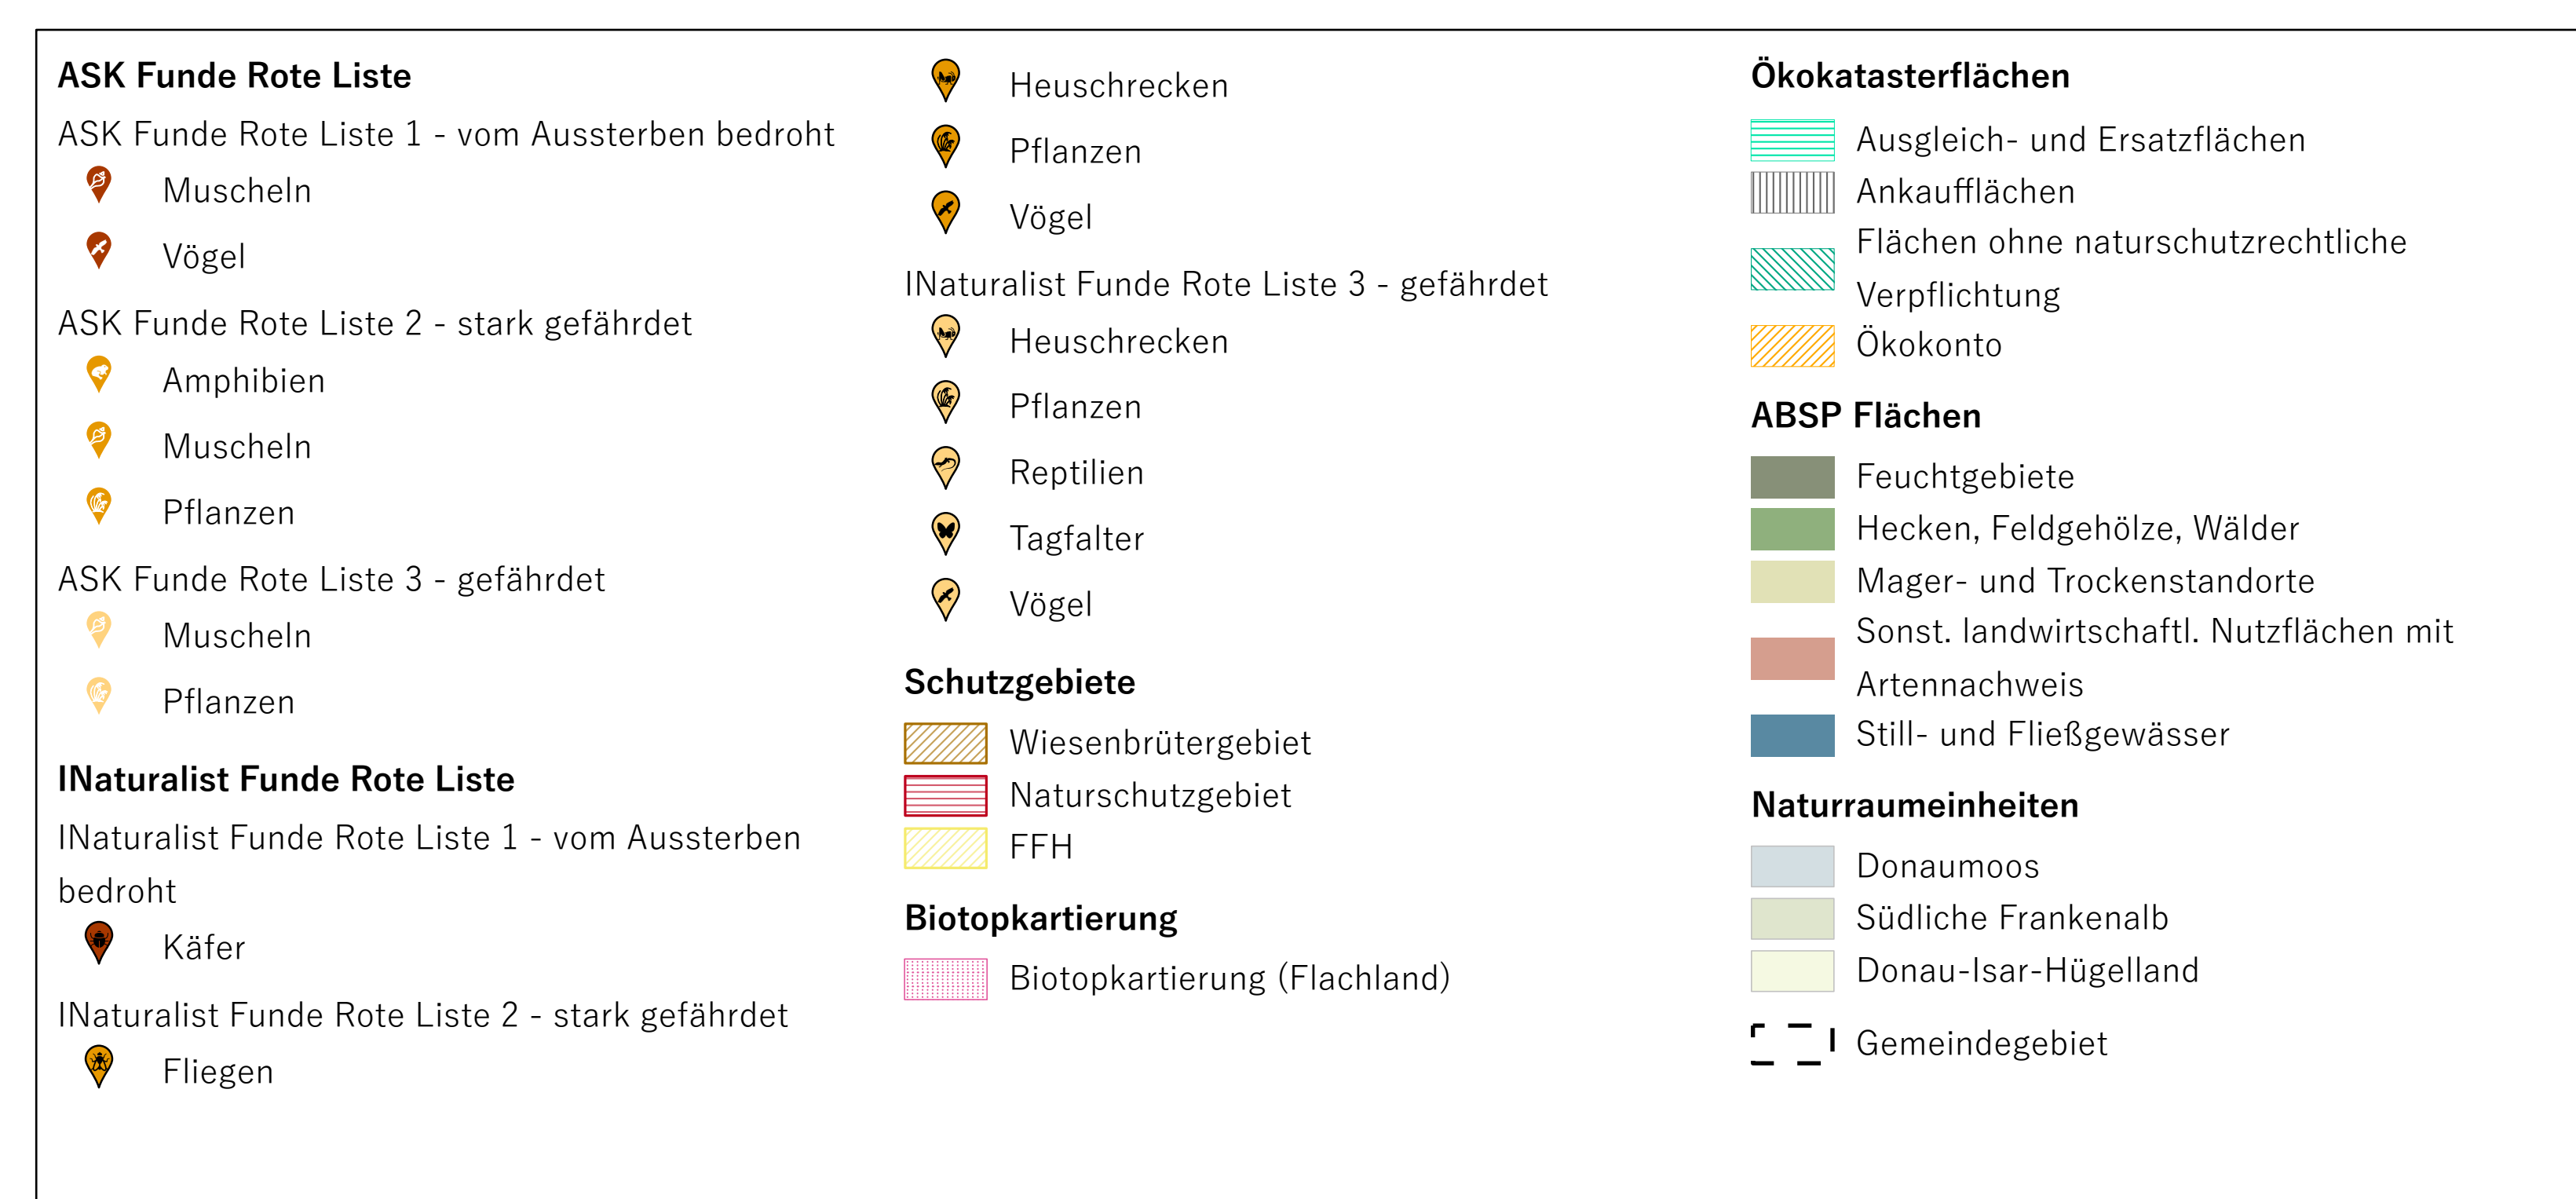 ASK Funde Rote Liste
ASK Funde Rote Liste 1 - vom Aussterben bedroht
Muscheln
Vögel
ASK Funde Rote Liste 2 - stark gefährdet
Amphibien
Muscheln
Pflanzen
ASK Funde Rote Liste 3 - gefährdet
Muscheln
Pflanzen
INaturalist Funde Rote Liste
INaturalist Funde Rote Liste 1 - vom Aussterben
bedroht
Käfer
INaturalist Funde Rote Liste 2 - stark gefährdet
Fliegen
Heuschrecken
Pflanzen
Vögel
INaturalist Funde Rote Liste 3 - gefährdet
Heuschrecken
Pflanzen
Reptilien
Tagfalter
Vögel
Schutzgebiete
Wiesenbrütergebiet
Naturschutzgebiet
FFH
Biotopkartierung
Biotopkartierung (Flachland)
Ökokatasterflächen
Ausgleich- und Ersatzflächen
Ankaufflächen
Flächen ohne naturschutzrechtliche
Verpflichtung
Ökokonto
ABSP Flächen
Feuchtgebiete
Hecken, Feldgehölze, Wälder
Mager- und Trockenstandorte
Sonst. landwirtschaftl. Nutzflächen mit
Artennachweis
Still- und Fließgewässer
Naturraumeinheiten
Donaumoos
Südliche Frankenalb
Donau-Isar-Hügelland
Gemeindegebiet